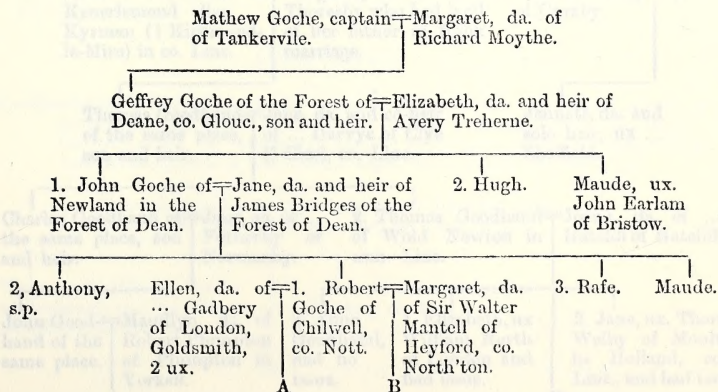 Mathew Goche, captain
of Tankervile.
Margaret, da. of
Richard Moythe.
Geffrey Goche of the Forest of
Deane, co. Glouc., son and heir.
Elizabeth, da. and heir of
Avery Treherne.
1. John Goche of
Newland in the
Forest of Dean.
Jane, da. and heir of
James Bridges of the
Forest of Dean.
2. Hugh.
Maude, ux.
John Earlam
of Bristow.
2, Anthony,
s.p.
Ellen, da. of
... Gadbery
of London,
Goldsmith,
2 ux.
1. Robert
Goche of
Chilwell,
co. Nott.
Margaret, da.
of Sir Walter
Mantell of
Heyford, co.
North'ton.
3. Rafe.
Maude.
A
B